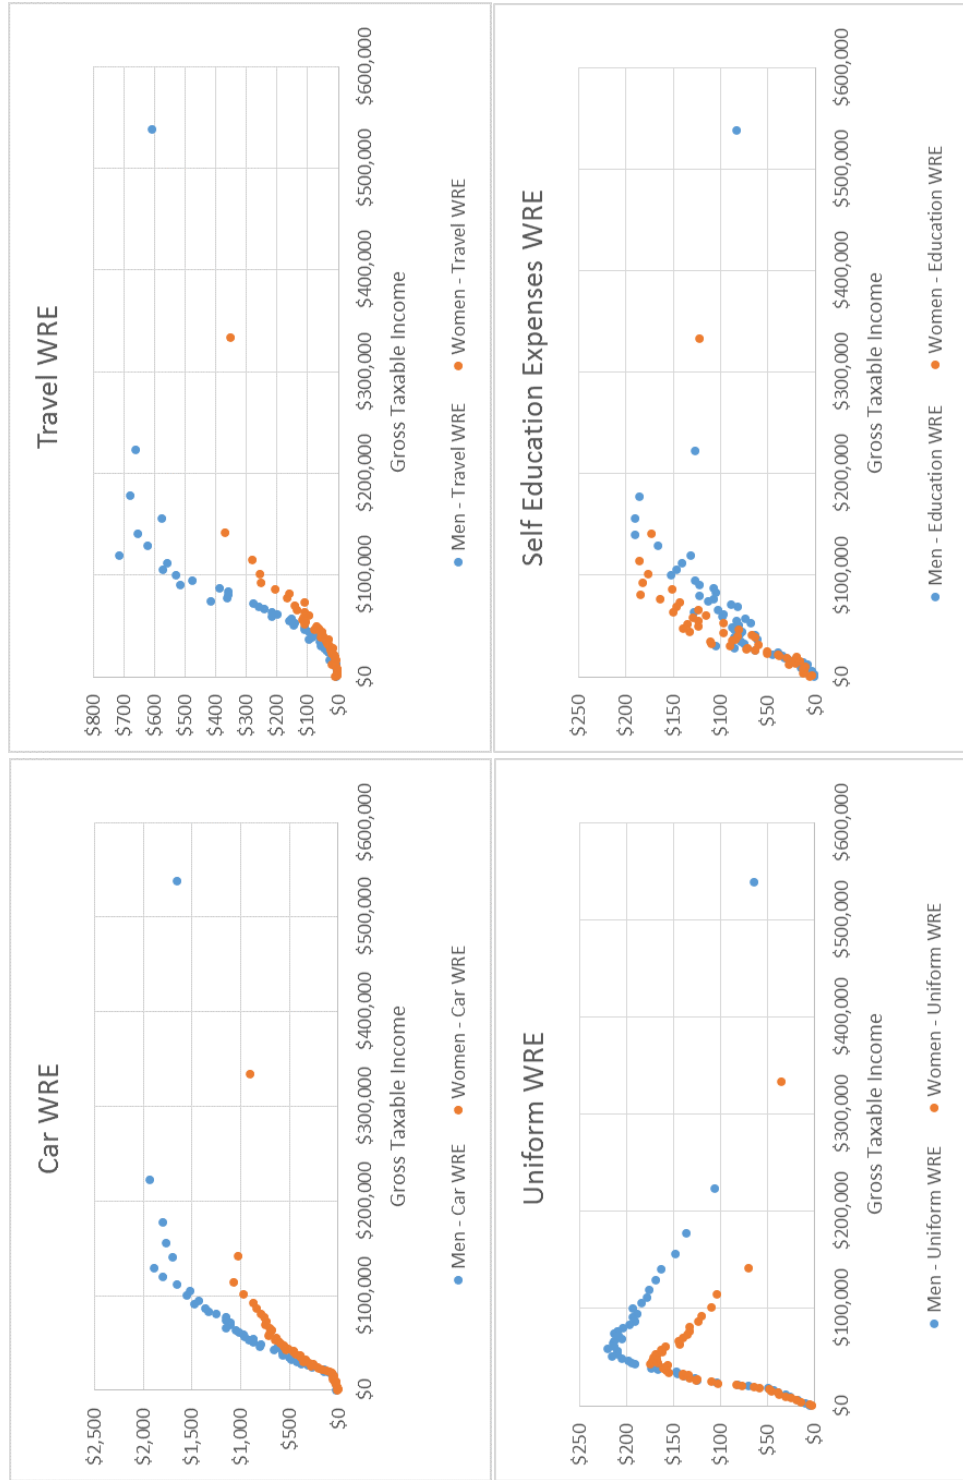 Car WRE
$2,500
$2,000
$1,500
$1,000
$500
$0
$0 $100,000 $200,000 $300,000 $400,000 $500,000 $600,000
Gross Taxable Income
Men - Car WRE Women - Car WRE
Travel WRE
$800
$700
$600
$500
$400
$300
$200
$100
$0
$0 $100,000 $200,000 $300,000 $400,000 $500,000 $600,000
Gross Taxable Income
Men - Travel WRE Women - Travel WRE
Uniform WRE
$250
$200
$150
$100
$50
$0
$0 $100,000 $200,000 $300,000 $400,000 $500,000 $600,000
Gross Taxable Income
Men - Uniform WRE Women - Uniform WRE
Self Education Expenses WRE
$250
$200
$150
$100
$50
$0
$0 $100,000 $200,000 $300,000 $400,000 $500,000 $600,000
Gross Taxable Income
Men - Education WRE Women - Education WRE